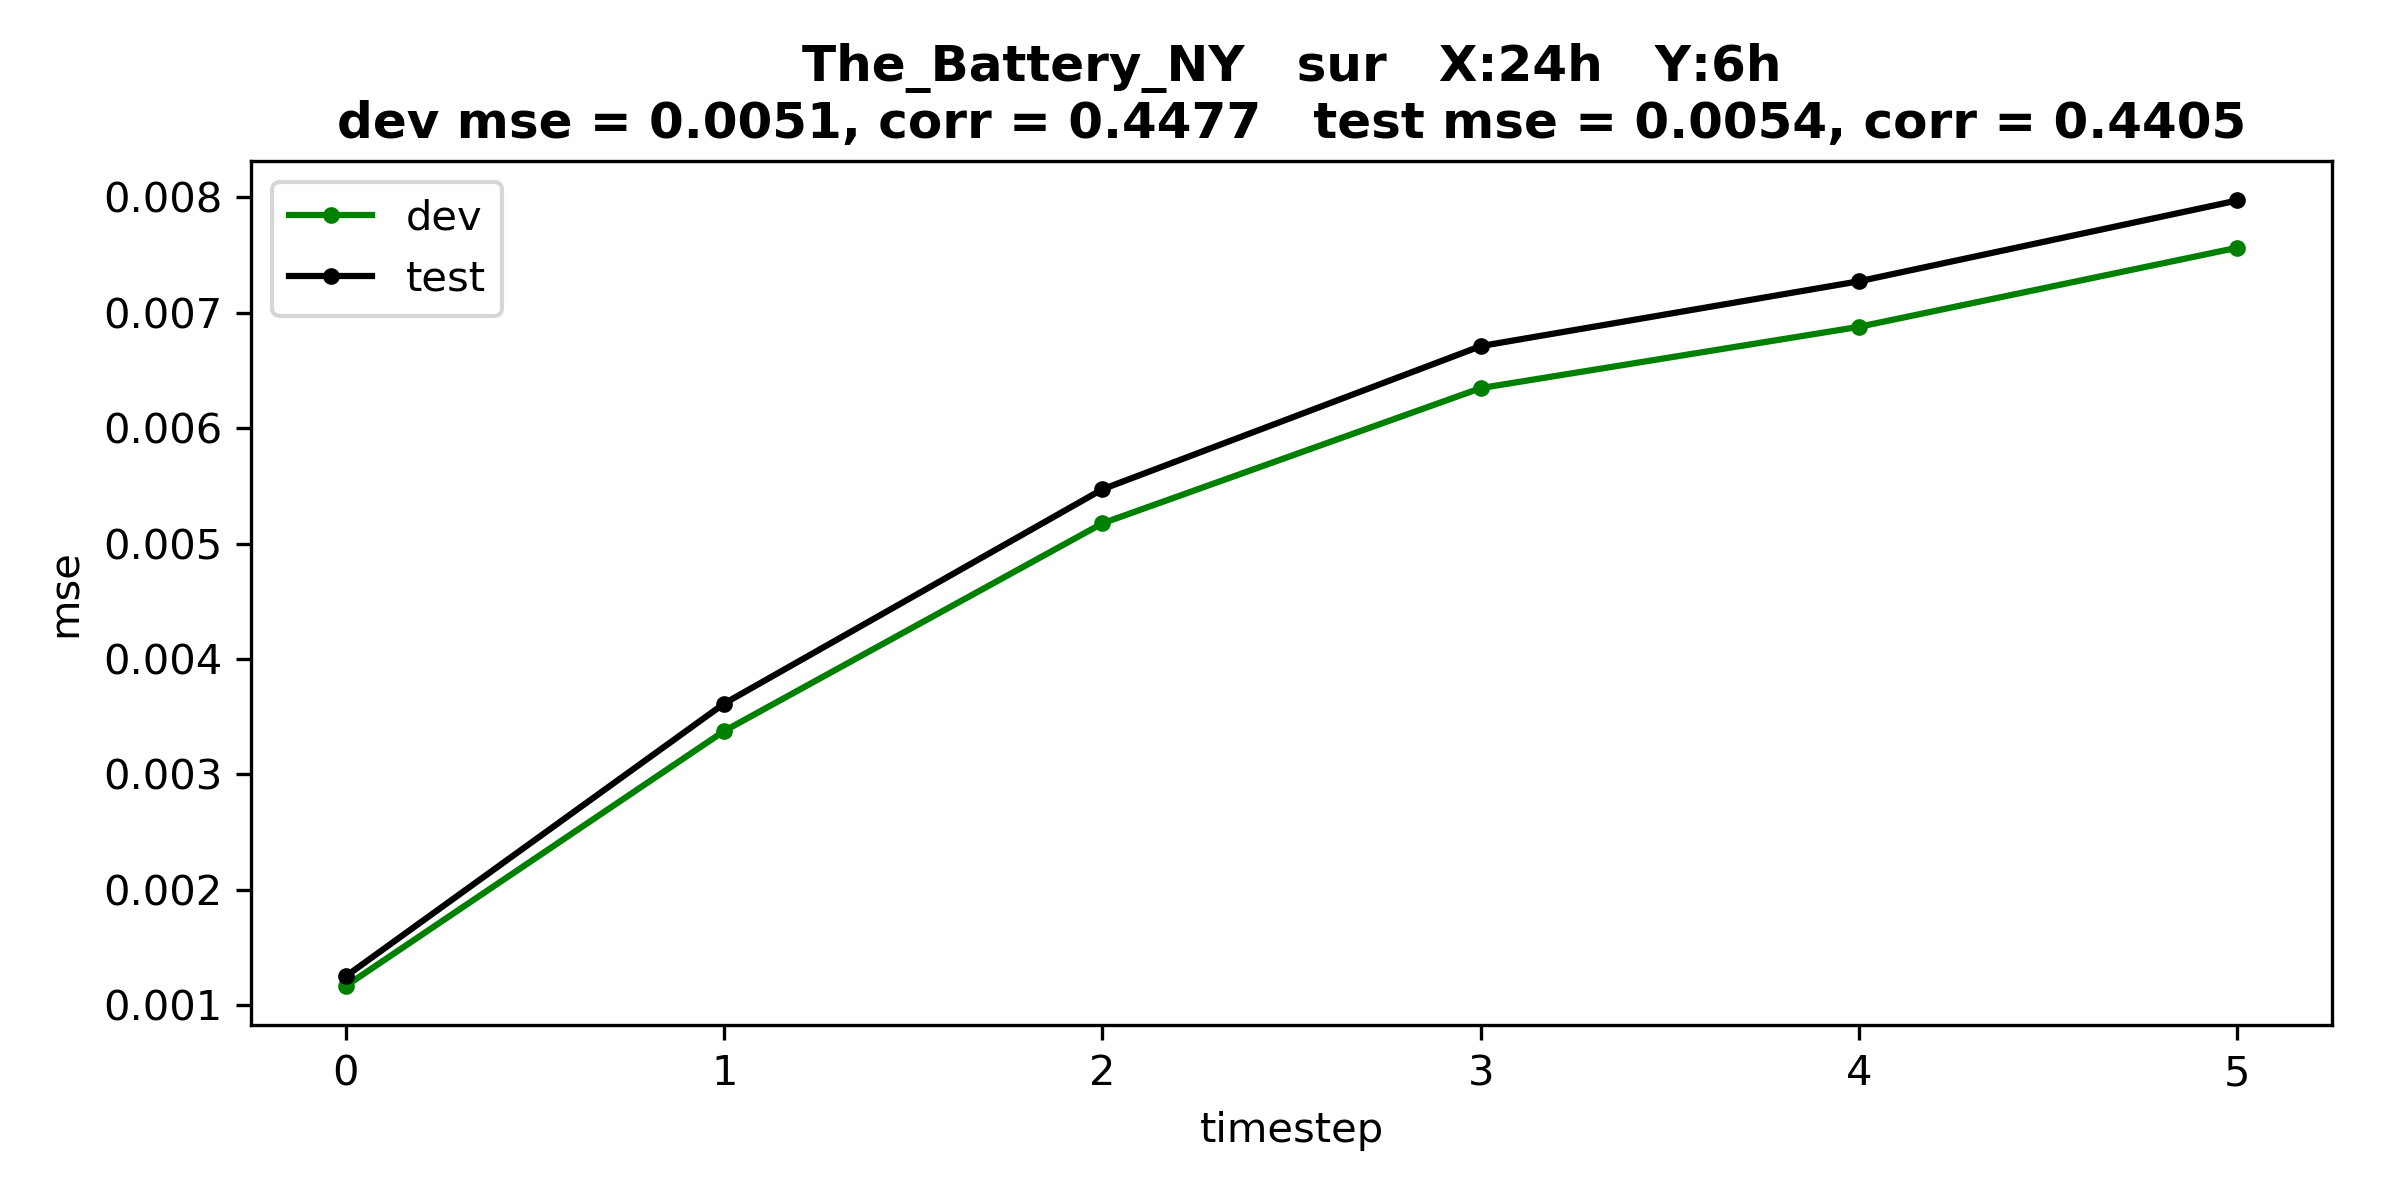 The_Battery_NY   sur   X:24h   Y:6h
dev mse = 0.0051, corr = 0.4477   test mse = 0.0054, corr = 0.4405
dev
test
mse
0.008
0.007
0.006
0.005
0.004
0.003
0.002
0.001
0 1 2 3 4 5
timestep